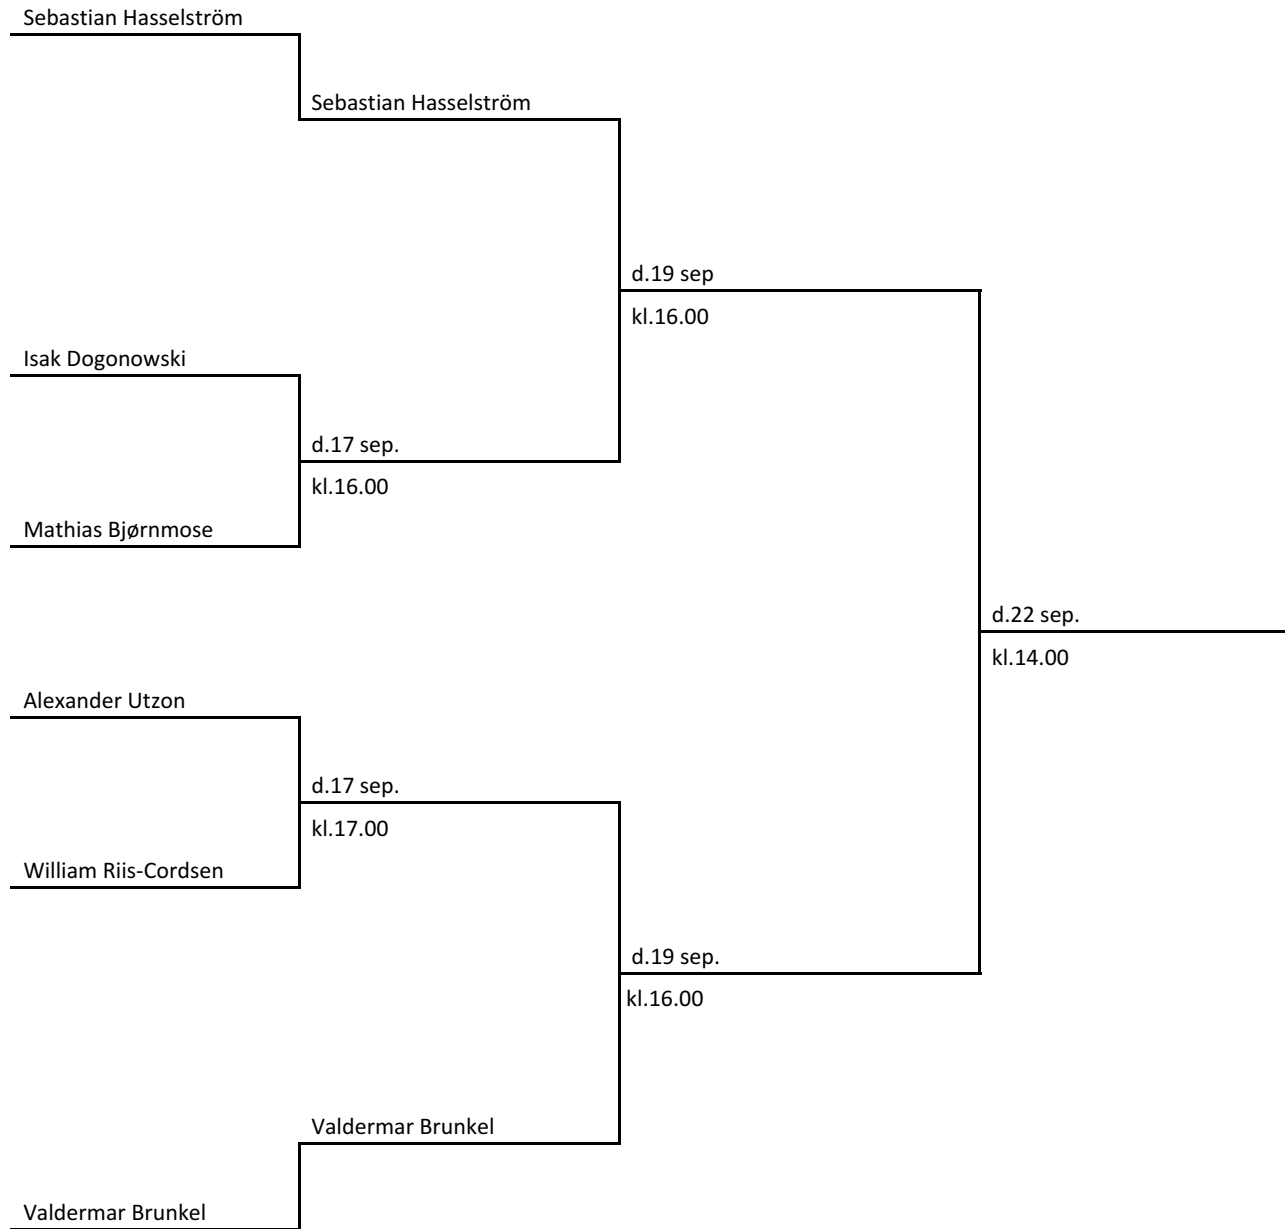 Sebastian Hasselström
Sebastian Hasselström
d.19 sep
kl.16.00
Isak Dogonowski
d.17 sep.
kl.16.00
Mathias Bjørnmose
d.22 sep.
kl.14.00
Alexander Utzon
d.17 sep.
kl.17.00
William Riis-Cordsen
d.19 sep.
kl.16.00
Valdermar Brunkel
Valdermar Brunkel